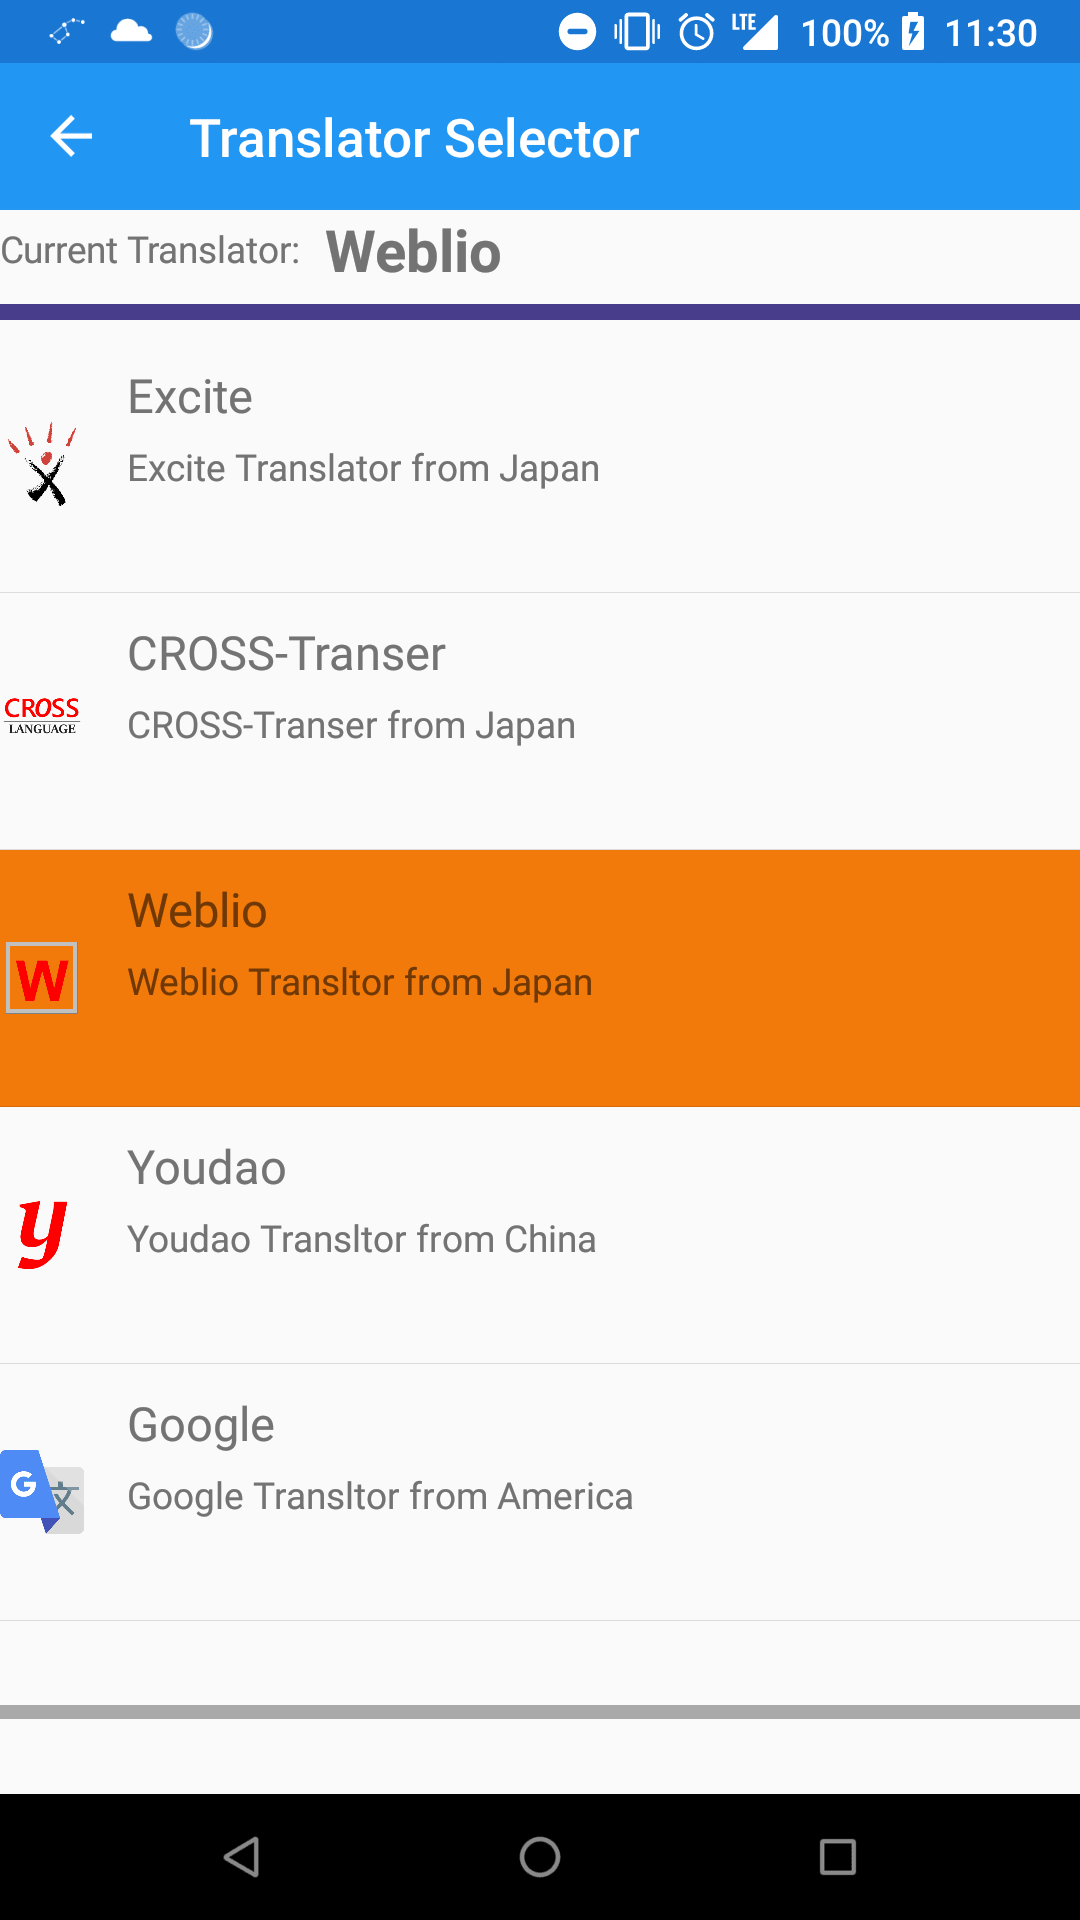 LTE 100% 11:30
Translator Selector
Current Translator: Weblio
Excite
Excite Translator from Japan
CROSS-Transer
CROSS
LANGUAGE
CROSS-Transer from Japan
Weblio
W
Weblio Transltor from Japan
Youdao
y
Youdao Transltor from China
Google
G 文
Google Transltor from America